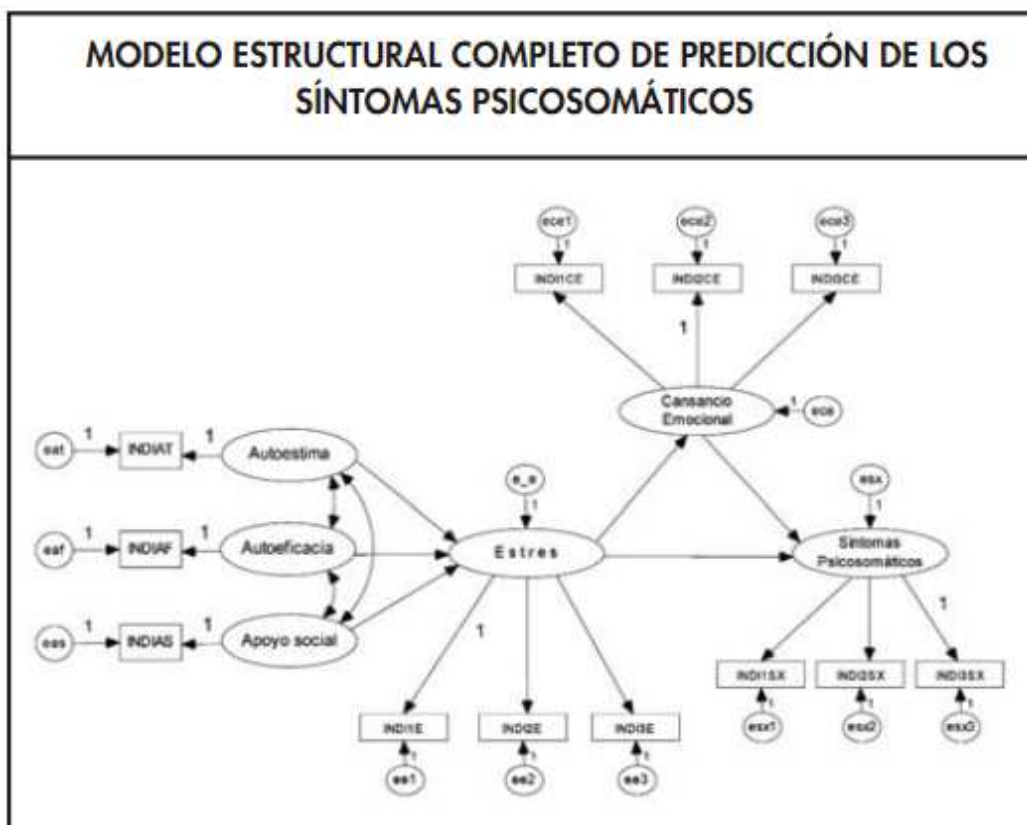 MODELO ESTRUCTURAL COMPLETO DE PREDICCIÓN DE LOS
SÍNTOMAS PSICOSOMÁTICOS
ece1
ece2
ece3
1
1
1
INDI1CE
INDI2CE
INDI3CE
1
Cansancio
Emocional
1
ece
eat
1
INDIAT
1
Autoestima
e_e
1
esx
1
eaf
1
INDIAF
1
Autoeficacia
Estres
Síntomas
Psicosomáticos
eas
1
INDIAS
1
Apoyo social
1
1
INDI1SX
INDI2SX
INDI3SX
1
1
1
esx1
esx2
esx3
INDI1E
INDI2E
INDI3E
1
1
1
ee1
ee2
ee3